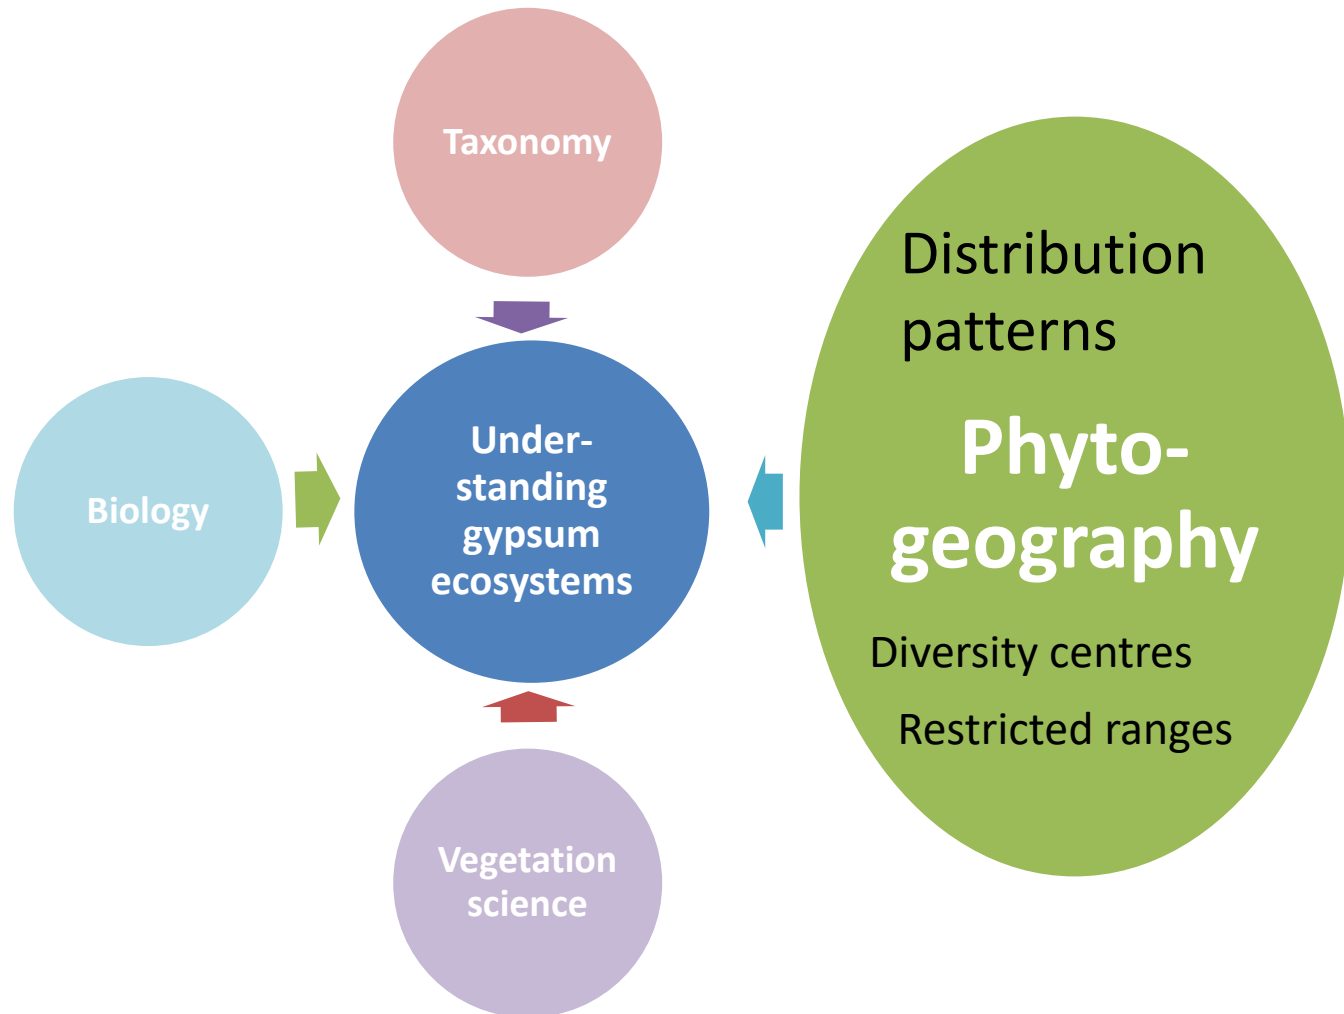 Taxonomy
Biology
Under-
standing
gypsum
ecosystems
Vegetation
science
Distribution
patterns
Phyto-
geography
Diversity centres
Restricted ranges